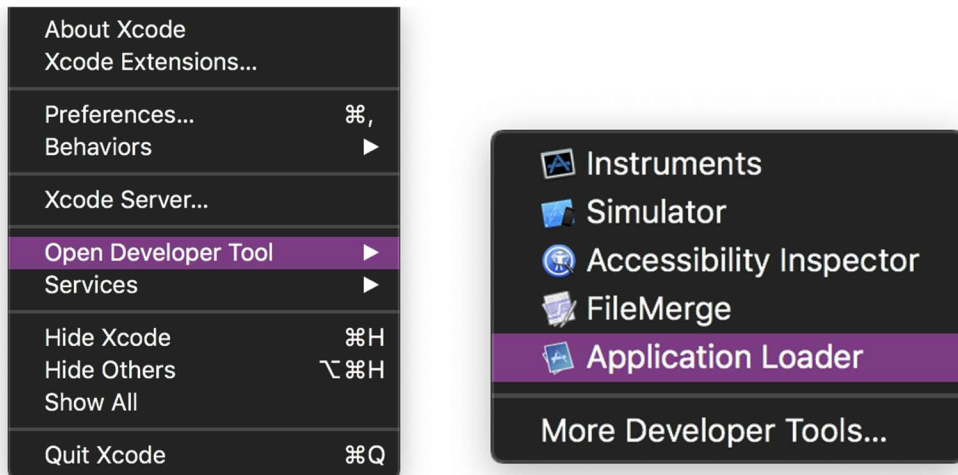 About Xcode
Xcode Extensions...
Preferences... ⌘,
Behaviors ▶
Xcode Server...
Open Developer Tool ▶
Services ▶
Hide Xcode ⌘H
Hide Others ⌥⌘H
Show All
Quit Xcode ⌘Q
Instruments
Simulator
Accessibility Inspector
FileMerge
Application Loader
More Developer Tools...